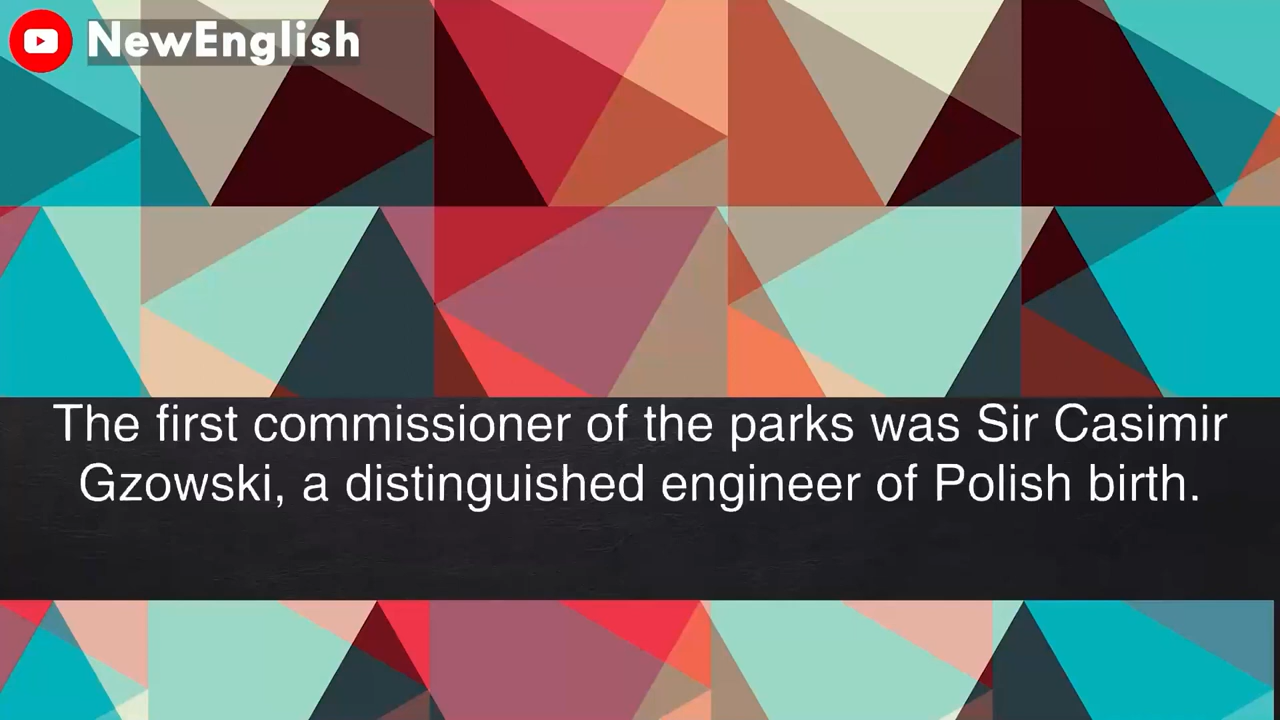 NewEnglish
The first commissioner of the parks was Sir Casimir
Gzowski, a distinguished engineer of Polish birth.